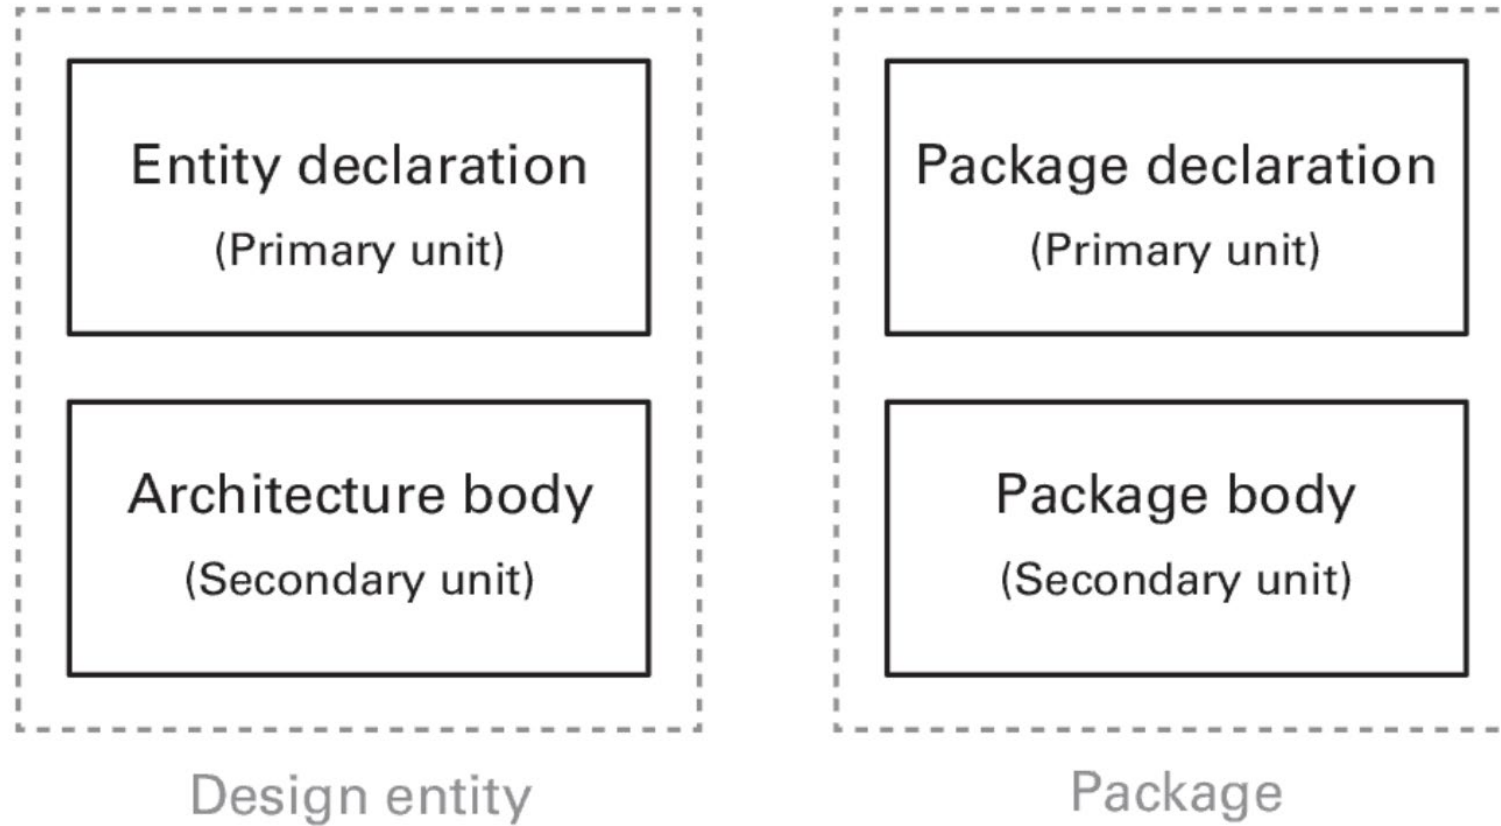 Entity declaration
(Primary unit)
Architecture body
(Secondary unit)
Design entity
Package declaration
(Primary unit)
Package body
(Secondary unit)
Package